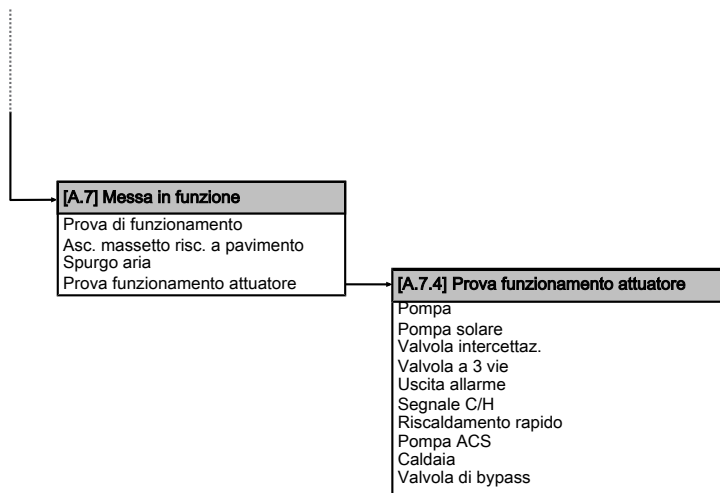 [A.7] Messa in funzione
Prova di funzionamento
Asc. massetto risc. a pavimento
Spurgo aria
Prova funzionamento attuatore
[A.7.4] Prova funzionamento attuatore
Pompa
Pompa solare
Valvola intercettaz.
Valvola a 3 vie
Uscita allarme
Segnale C/H
Riscaldamento rapido
Pompa ACS
Caldaia
Valvola di bypass